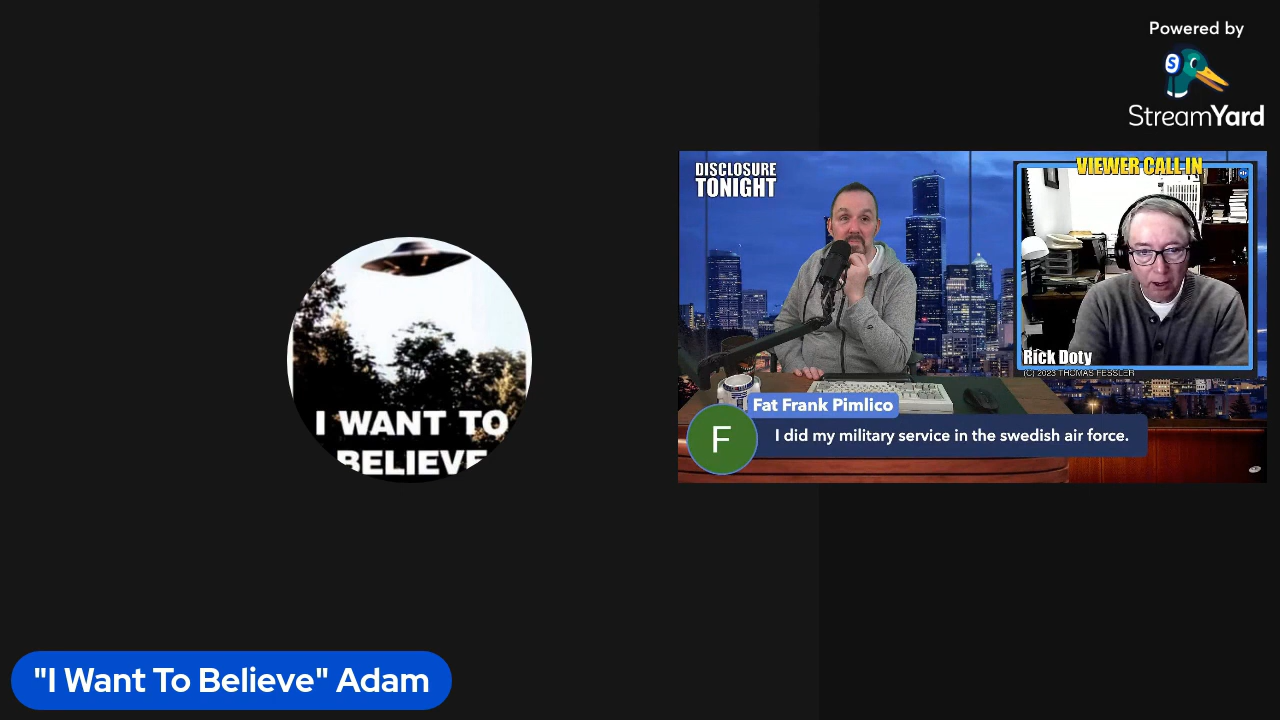 Powered by
S
StreamYard
DISCLOSURE
TONIGHT
VIEWER CALL IN
Rick Doty
(C) 2023 THOMAS FESSLER
Fat Frank Pimlico
F
I did my military service in the swedish air force.
I WANT TO
BELIEVE
"I Want To Believe" Adam